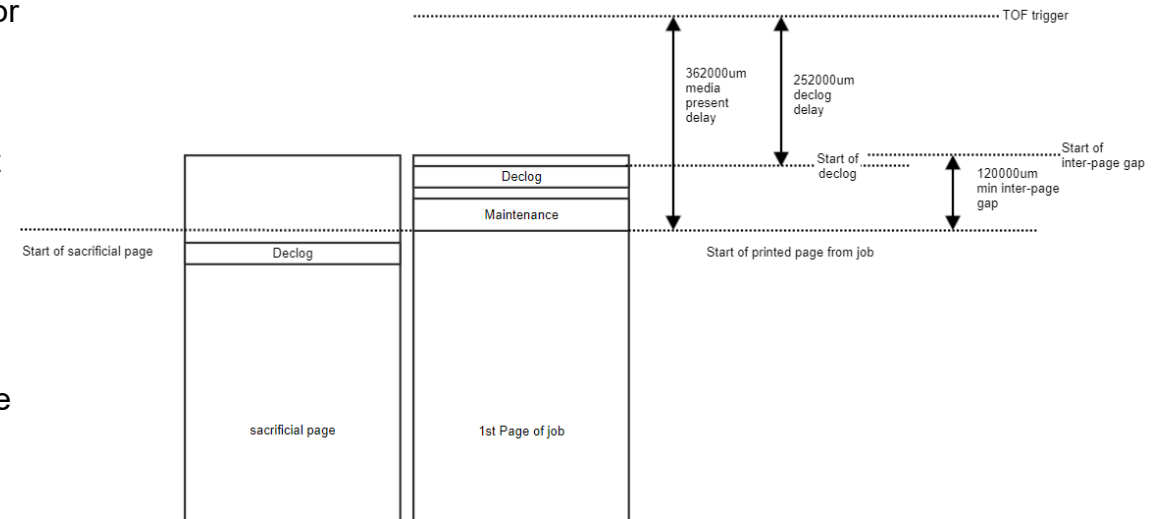 or
TOF trigger
362000um
media
present
delay
252000um
declog
delay
Start of
inter-page gap
Start of
declog
120000um
min inter-page
gap
Declog
Maintenance
Start of sacrificial page
Declog
Start of printed page from job
e
sacrificial page
1st Page of job